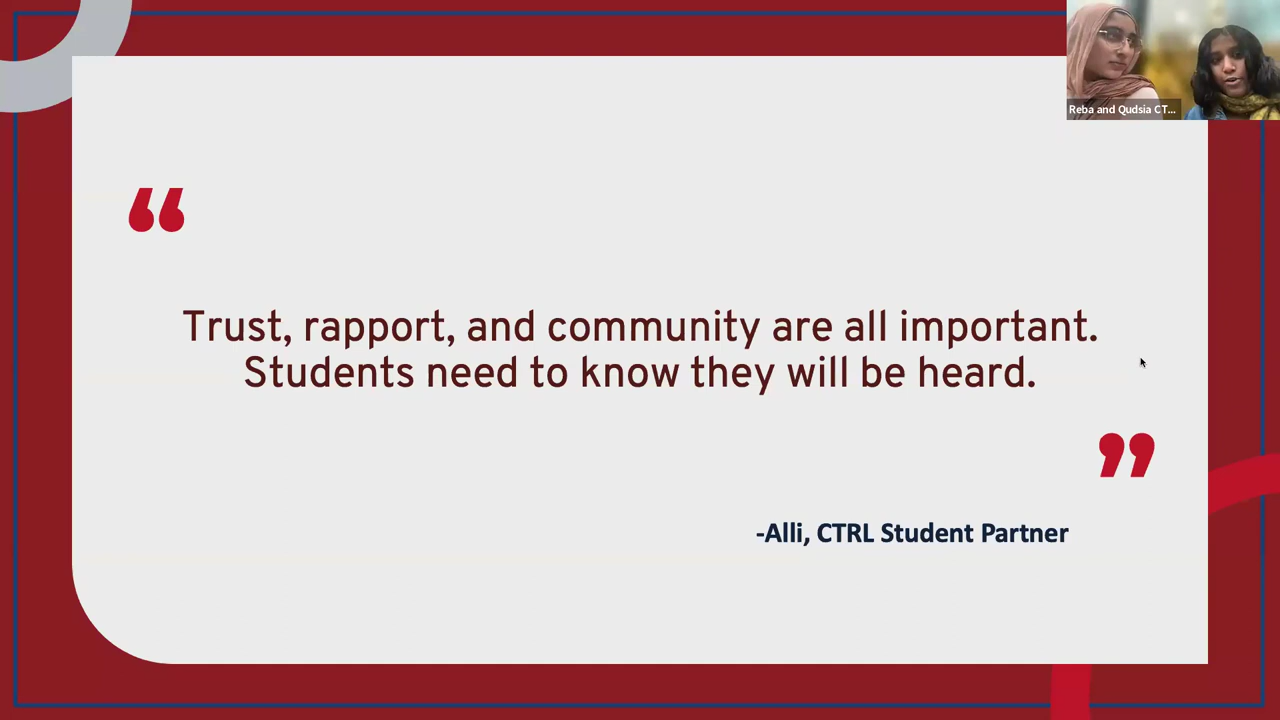 Reba and Qudsia CT...
“
Trust, rapport, and community are all important.
Students need to know they will be heard.
”
-Alli, CTRL Student Partner